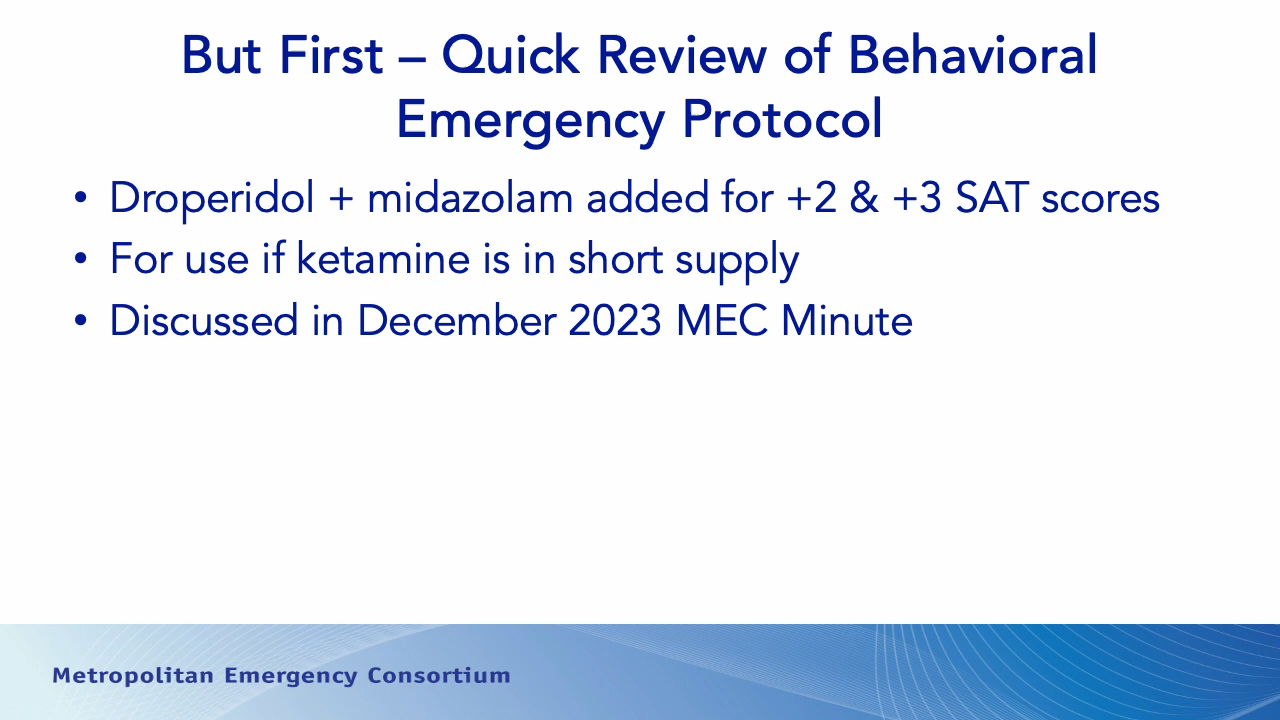 But First – Quick Review of Behavioral
Emergency Protocol
• Droperidol + midazolam added for +2 & +3 SAT scores
• For use if ketamine is in short supply
• Discussed in December 2023 MEC Minute
Metropolitan Emergency Consortium